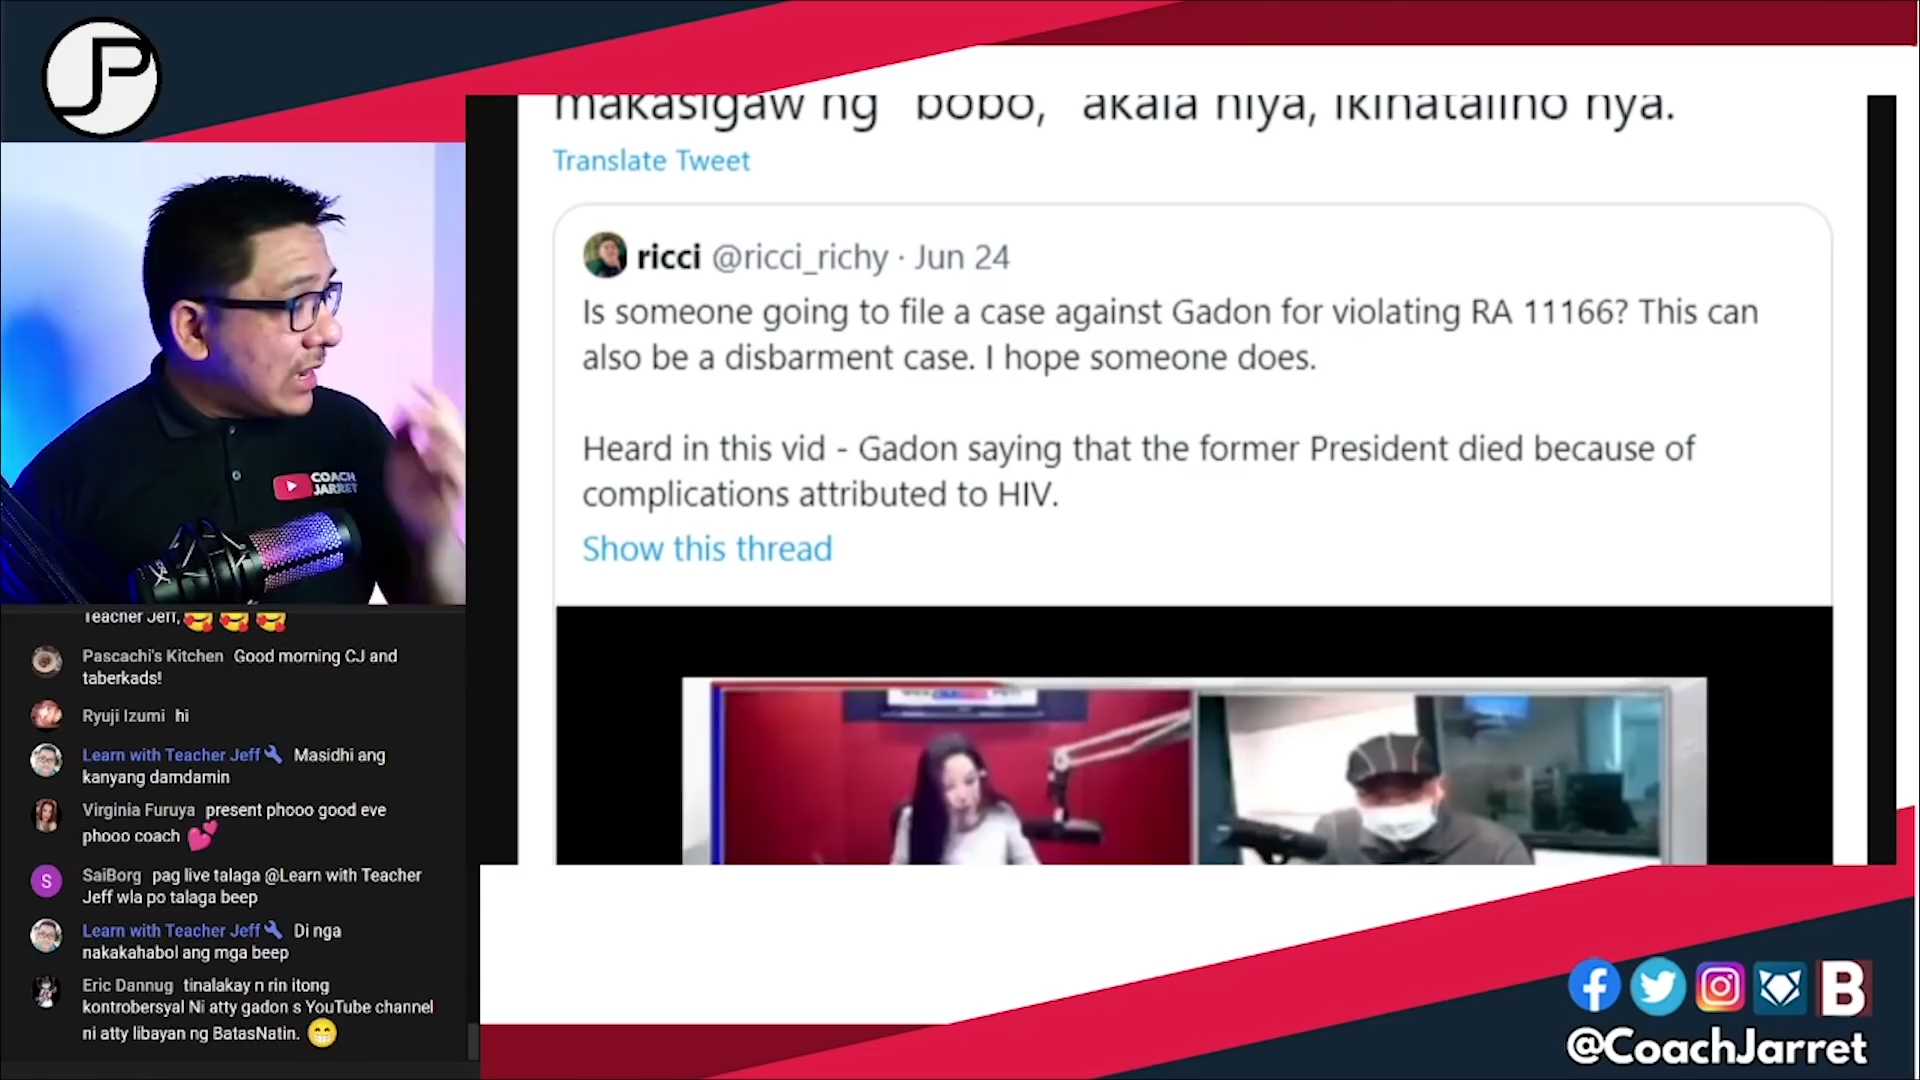 JP
makasigaw ng "bobo," akala niya, ikinatalino nya.
Translate Tweet
ricci @ricci_richy · Jun 24
Is someone going to file a case against Gadon for violating RA 11166? This can
also be a disbarment case. I hope someone does.
Heard in this vid - Gadon saying that the former President died because of
complications attributed to HIV.
Show this thread
COACH
JARRET
Teacher Jeff,
Pascachi's Kitchen Good morning CJ and
taberkads!
Ryuji Izumi hi
Learn with Teacher Jeff Masidhi ang
kanyang damdamin
Virginia Furuya present phooo good eve
phooo coach
S
SaiBorg pag live talaga @Learn with Teacher
Jeff wla po talaga beep
Learn with Teacher Jeff Di nga
nakakahabol ang mga beep
Eric Dannug tinalakay n rin itong
kontrobersyal Ni atty gadon s YouTube channel
ni atty libayan ng BatasNatin.
B
@CoachJarret